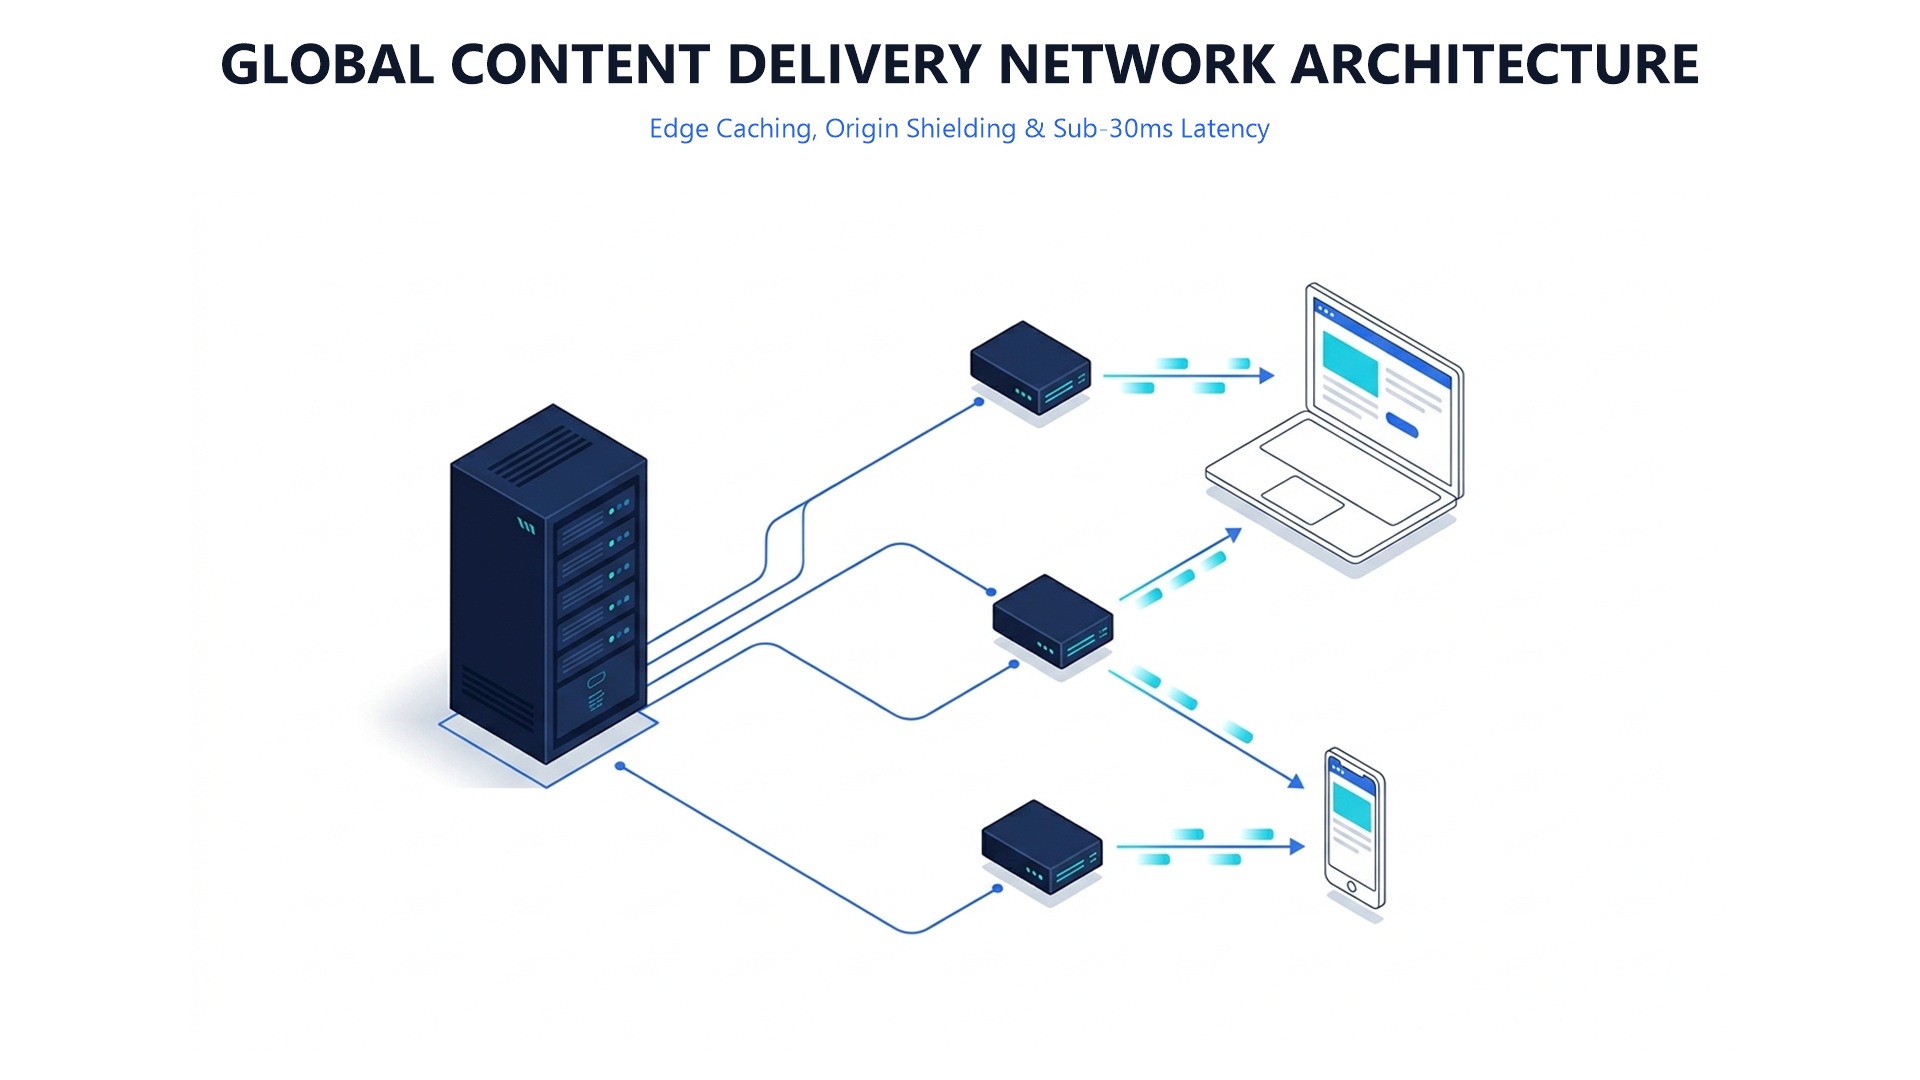 GLOBAL CONTENT DELIVERY NETWORK ARCHITECTURE
Edge Caching, Origin Shielding & Sub-30ms Latency